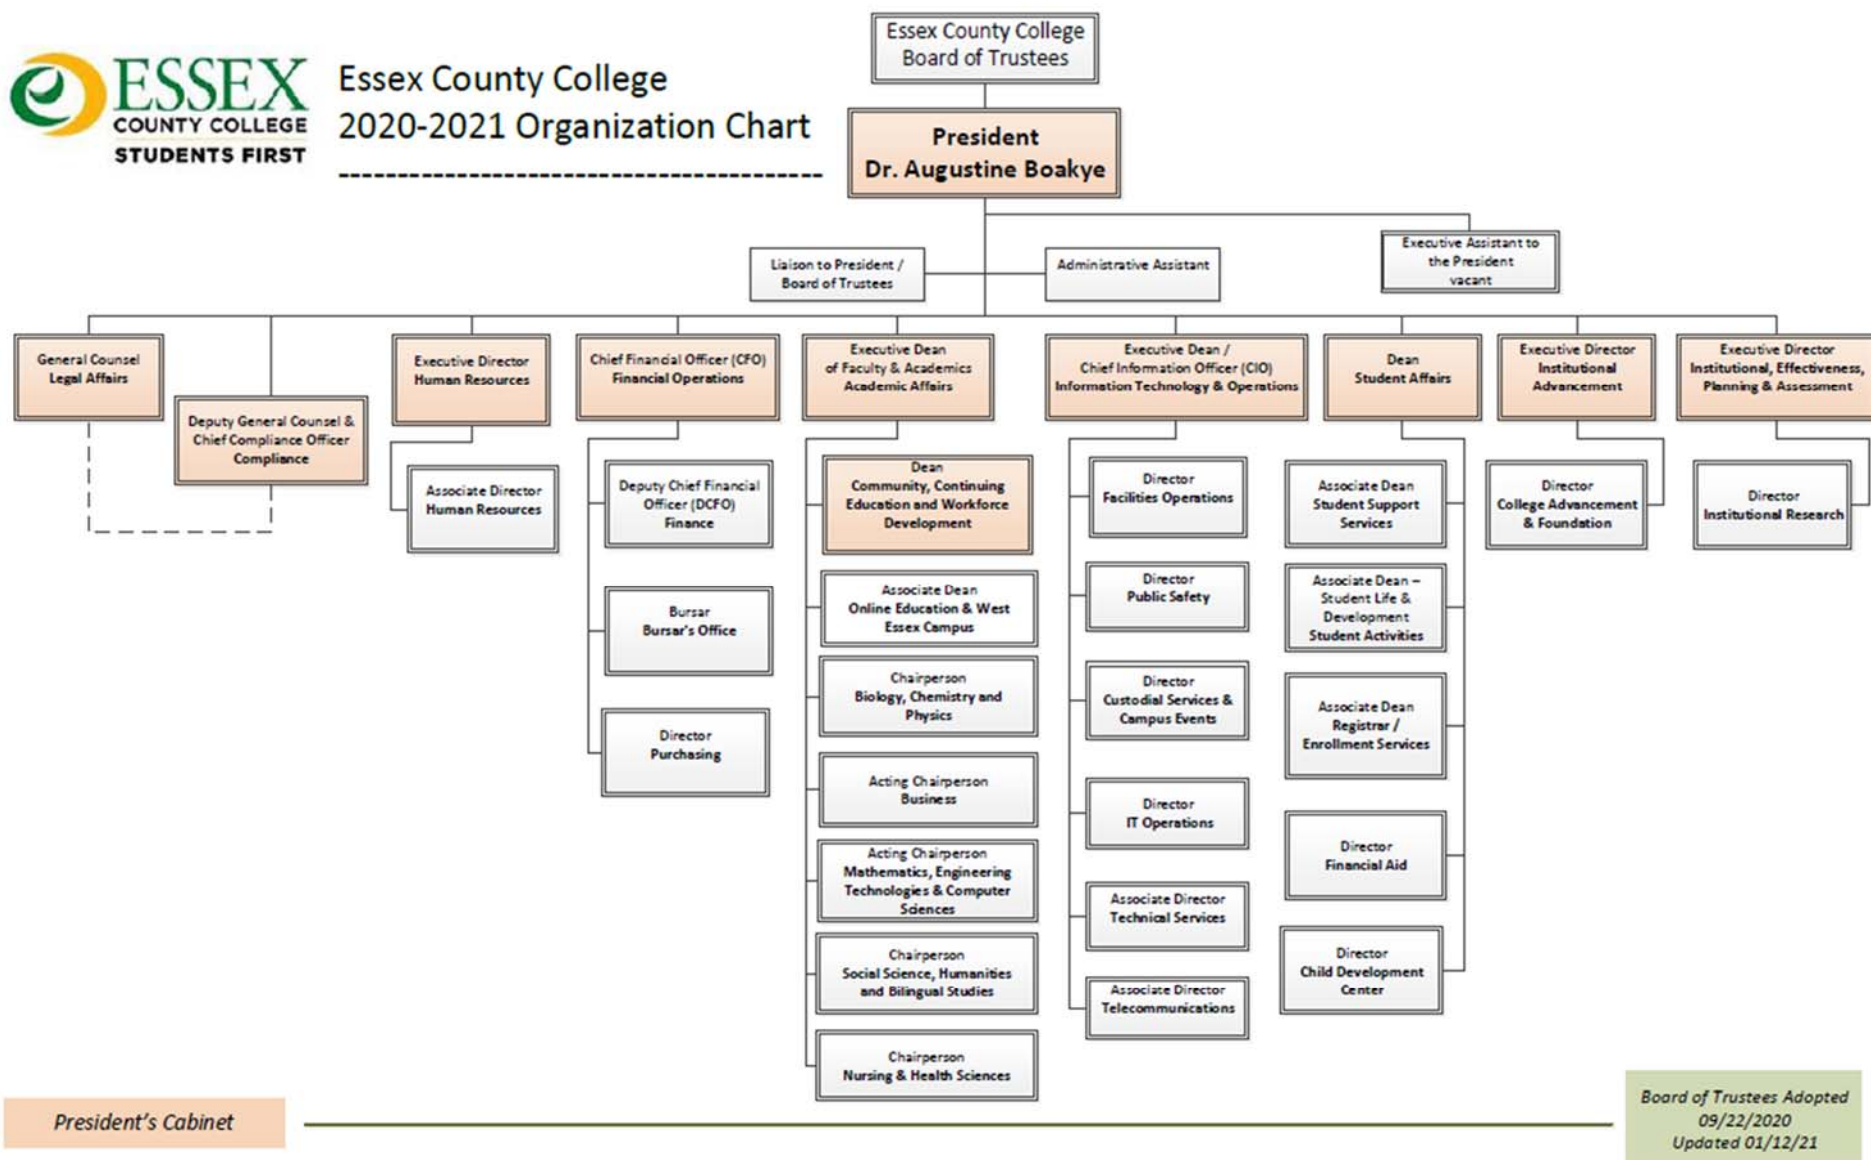 Essex County College
Board of Trustees
ESSEX
COUNTY COLLEGE
STUDENTS FIRST
Essex County College
2020-2021 Organization Chart
----------------------------------------
President
Dr. Augustine Boakye
Liaison to President /
Board of Trustees
Administrative Assistant
Executive Assistant to
the President
vacant
General Counsel
Legal Affairs
Deputy General Counsel &
Chief Compliance Officer
Compliance
Executive Director
Human Resources
Associate Director
Human Resources
Chief Financial Officer (CFO)
Financial Operations
Deputy Chief Financial
Officer (DCFO)
Finance
Bursar
Bursar's Office
Director
Purchasing
Executive Dean
of Faculty & Academics
Academic Affairs
Dean
Community, Continuing
Education and Workforce
Development
Associate Dean
Online Education & West
Essex Campus
Chairperson
Biology, Chemistry and
Physics
Acting Chairperson
Business
Acting Chairperson
Mathematics, Engineering
Technologies & Computer
Sciences
Chairperson
Social Science, Humanities
and Bilingual Studies
Chairperson
Nursing & Health Sciences
Executive Dean /
Chief Information Officer (CIO)
Information Technology & Operations
Director
Facilities Operations
Director
Public Safety
Director
Custodial Services &
Campus Events
Director
IT Operations
Associate Director
Technical Services
Associate Director
Telecommunications
Dean
Student Affairs
Associate Dean
Student Support
Services
Associate Dean –
Student Life &
Development
Student Activities
Associate Dean
Registrar /
Enrollment Services
Director
Financial Aid
Director
Child Development
Center
Executive Director
Institutional
Advancement
Director
College Advancement
& Foundation
Executive Director
Institutional, Effectiveness,
Planning & Assessment
Director
Institutional Research
President's Cabinet
Board of Trustees Adopted
09/22/2020
Updated 01/12/21